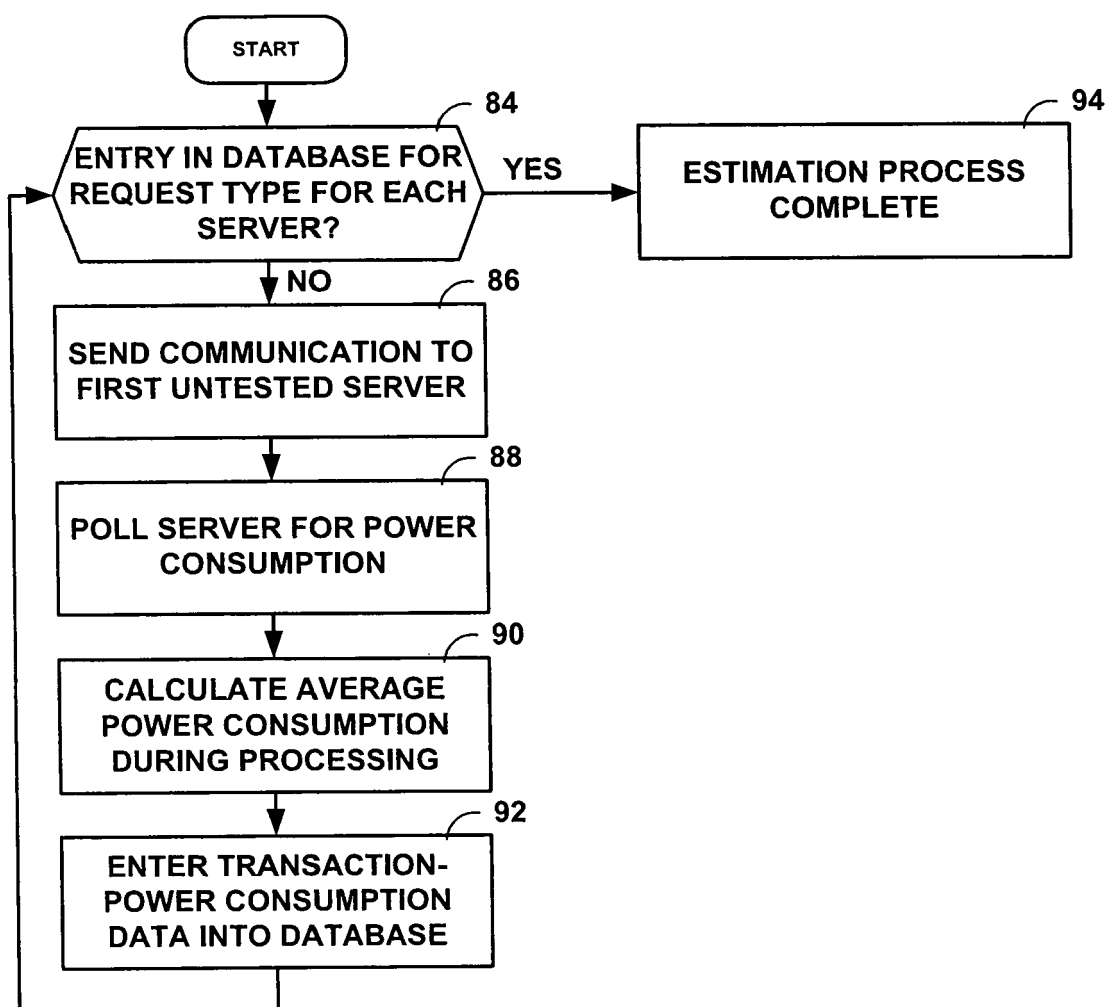 START
84
ENTRY IN DATABASE FOR
REQUEST TYPE FOR EACH
SERVER?
YES
94
ESTIMATION PROCESS
COMPLETE
NO
86
SEND COMMUNICATION TO
FIRST UNTESTED SERVER
88
POLL SERVER FOR POWER
CONSUMPTION
90
CALCULATE AVERAGE
POWER CONSUMPTION
DURING PROCESSING
92
ENTER TRANSACTION-
POWER CONSUMPTION
DATA INTO DATABASE